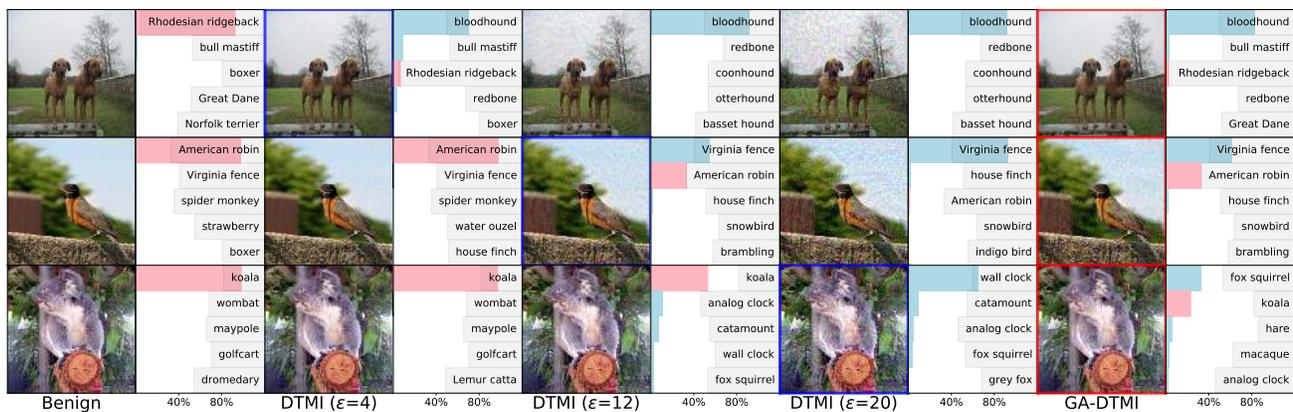 Rhodesian ridgeback
bull mastiff
boxer
Great Dane
Norfolk terrier
bloodhound
bull mastiff
Rhodesian ridgeback
redbone
boxer
bloodhound
redbone
coonhound
otterhound
basset hound
bloodhound
redbone
coonhound
otterhound
basset hound
bloodhound
bull mastiff
Rhodesian ridgeback
redbone
Great Dane
American robin
Virginia fence
spider monkey
strawberry
boxer
American robin
Virginia fence
spider monkey
water ouzel
house finch
Virginia fence
American robin
house finch
snowbird
brambling
Virginia fence
house finch
American robin
snowbird
indigo bird
Virginia fence
American robin
house finch
snowbird
brambling
koala
wombat
maypole
golfcart
dromedary
koala
wombat
maypole
golfcart
Lemur catta
koala
analog clock
catamount
wall clock
fox squirrel
wall clock
catamount
analog clock
fox squirrel
grey fox
fox squirrel
koala
hare
macaque
analog clock
Benign
40% 80%
DTMI (ε=4)
40% 80%
DTMI (ε=12)
40% 80%
DTMI (ε=20)
40% 80%
GA-DTMI
40% 80%